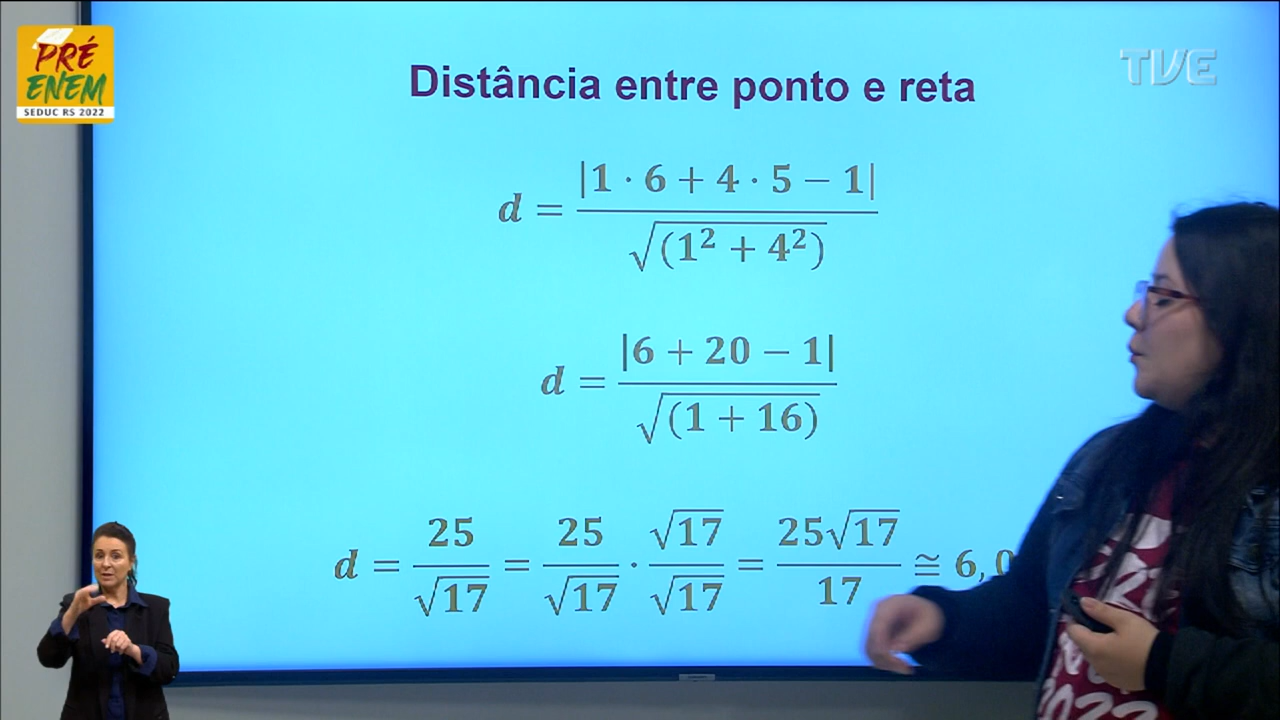 PRÉ
ENEM
SEDUC RS 2022
TVE
Distância entre ponto e reta
d = |1 · 6 + 4 · 5 − 1| / √(1² + 4²)
d = |6 + 20 − 1| / √(1 + 16)
d = 25/√17 = 25/√17 · √17/√17 = 25√17/17 ≅ 6,0
2022